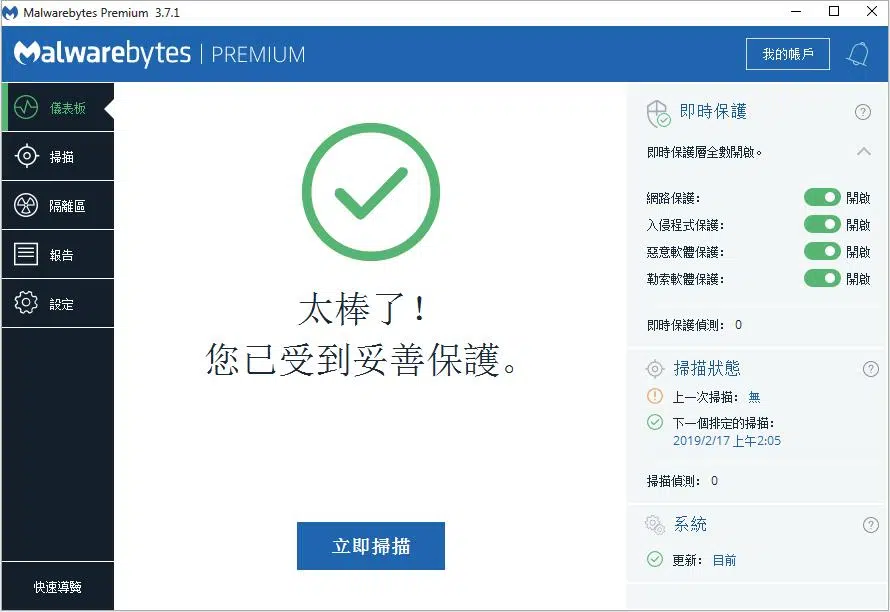 Malwarebytes Premium 3.7.1
Malwarebytes | PREMIUM
我的帳戶
儀表板
掃描
隔離區
報告
設定
快速導覽
太棒了!
您已受到妥善保護。
立即掃描
即時保護
即時保護層全數開啟。
網路保護: 開啟
入侵程式保護: 開啟
惡意軟體保護: 開啟
勒索軟體保護: 開啟
即時保護偵測: 0
掃描狀態
上一次掃描: 無
下一個排定的掃描:
2019/2/17 上午2:05
掃描偵測: 0
系統
更新: 目前